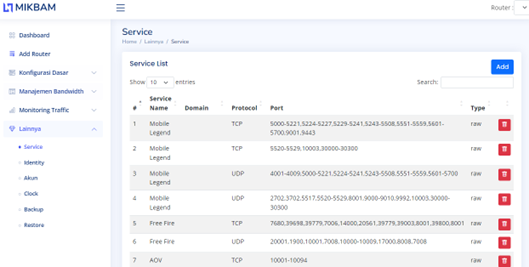 MIKBAM
Router :
Dashboard
Add Router
Konfigurasi Dasar
Manajemen Bandwidth
Monitoring Traffic
Lainnya
Service
Identity
Akun
Clock
Backup
Restore
Service
Home / Lainnya / Service
Service List
Add
Show 10 entries
Search:
# Service Name Domain Protocol Port Type
1 Mobile Legend TCP 5000-5221,5224-5227,5229-5241,5243-5508,5551-5559,5601-5700,9001,9443 raw
2 Mobile Legend TCP 5520-5529,10003,30000-30300 raw
3 Mobile Legend UDP 4001-4009,5000-5221,5224-5241,5243-5508,5551-5559,5601-5700 raw
4 Mobile Legend UDP 2702,3702,5517,5520-5529,8001,9000-9010,9992,10003,30000-30300 raw
5 Free Fire TCP 7680,39698,39779,7006,14000,20561,39779,39003,8001,39800,8001 raw
6 Free Fire UDP 20001,1900,10001,7008,10000-10009,17000,8008,7008 raw
7 AOV TCP 10001-10094 raw